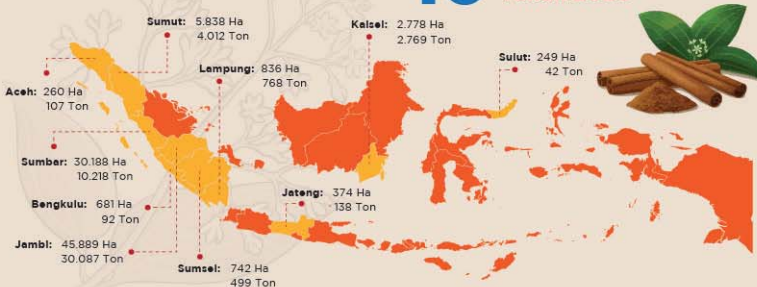 10
Sumut: 5.838 Ha
4.012 Ton
Kalsel: 2.778 Ha
2.769 Ton
Lampung: 836 Ha
768 Ton
Sulut: 249 Ha
42 Ton
Aceh: 260 Ha
107 Ton
Sumbar: 30.188 Ha
10.218 Ton
Jateng: 374 Ha
138 Ton
Bengkulu: 681 Ha
92 Ton
Jambi: 45.889 Ha
30.087 Ton
Sumsel: 742 Ha
499 Ton